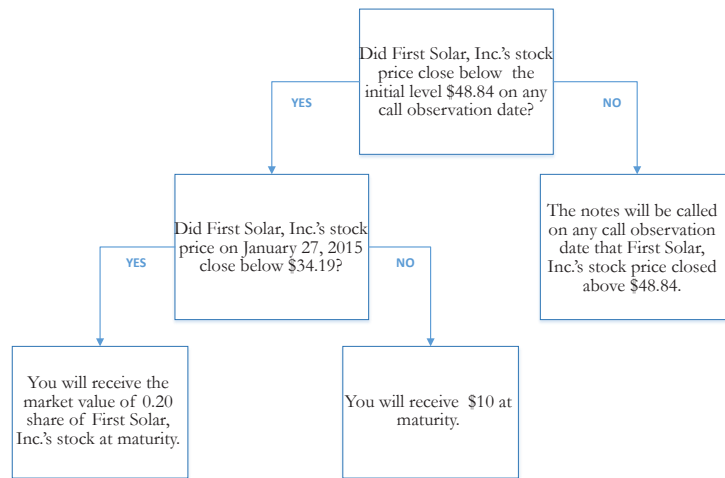 Did First Solar, Inc.'s stock
price close below the
initial level $48.84 on any
call observation date?
YES
NO
Did First Solar, Inc.'s stock
price on January 27, 2015
close below $34.19?
The notes will be called
on any call observation
date that First Solar,
Inc.'s stock price closed
above $48.84.
YES
NO
You will receive the
market value of 0.20
share of First Solar,
Inc.'s stock at maturity.
You will receive $10 at
maturity.